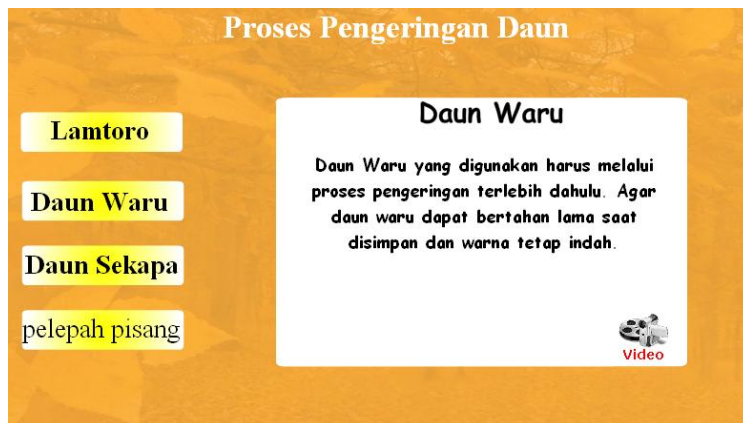 Proses Pengeringan Daun
Lamtoro
Daun Waru
Daun Sekapa
pelepah pisang
Daun Waru
Daun Waru yang digunakan harus melalui
proses pengeringan terlebih dahulu. Agar
daun waru dapat bertahan lama saat
disimpan dan warna tetap indah.
Video